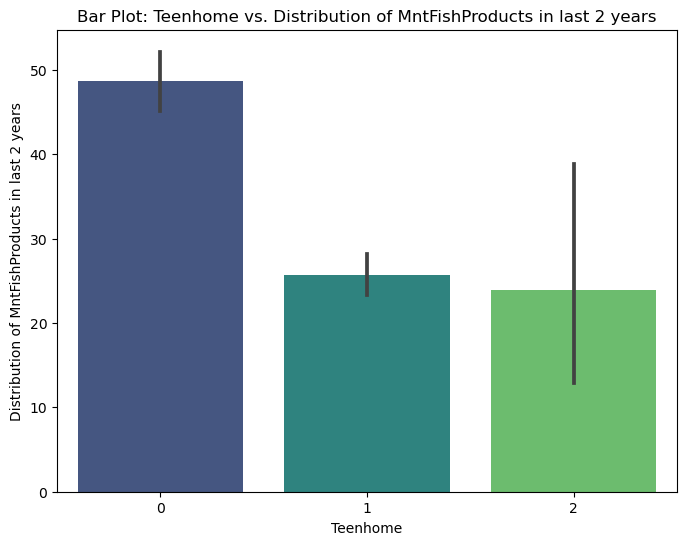 Bar Plot: Teenhome vs. Distribution of MntFishProducts in last 2 years
Distribution of MntFishProducts in last 2 years
50
40
30
20
10
0
0 1 2
Teenhome